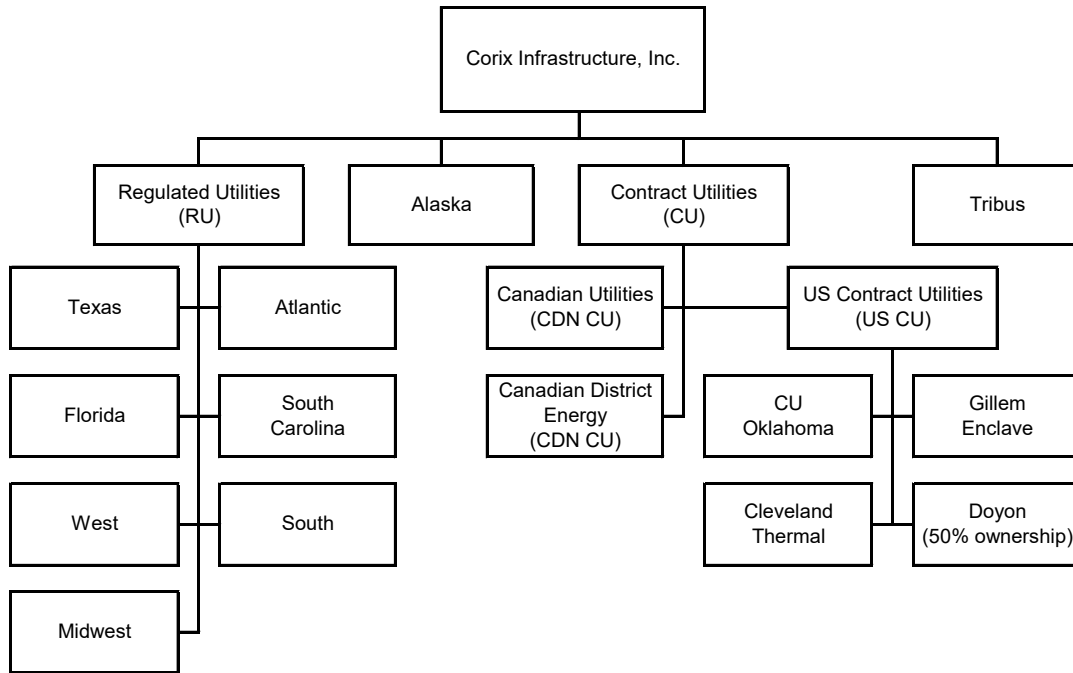 Corix Infrastructure, Inc.
Regulated Utilities
(RU)
Alaska
Contract Utilities
(CU)
Tribus
Texas
Atlantic
Canadian Utilities
(CDN CU)
US Contract Utilities
(US CU)
Florida
South
Carolina
Canadian District
Energy
(CDN CU)
CU
Oklahoma
Gillem
Enclave
West
South
Cleveland
Thermal
Doyon
(50% ownership)
Midwest